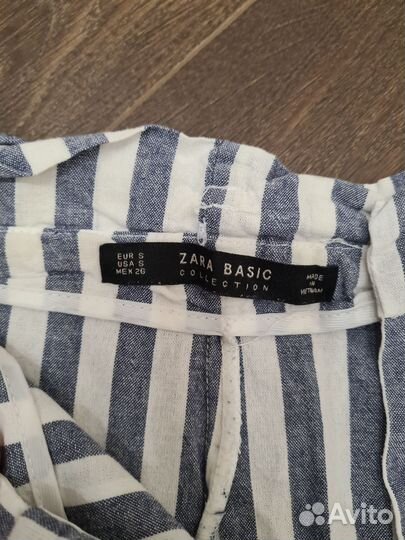 EUR S
USA S
MEX 26
ZARA BASIC
COLLECTION
MADE IN
VIETNAM
Avito